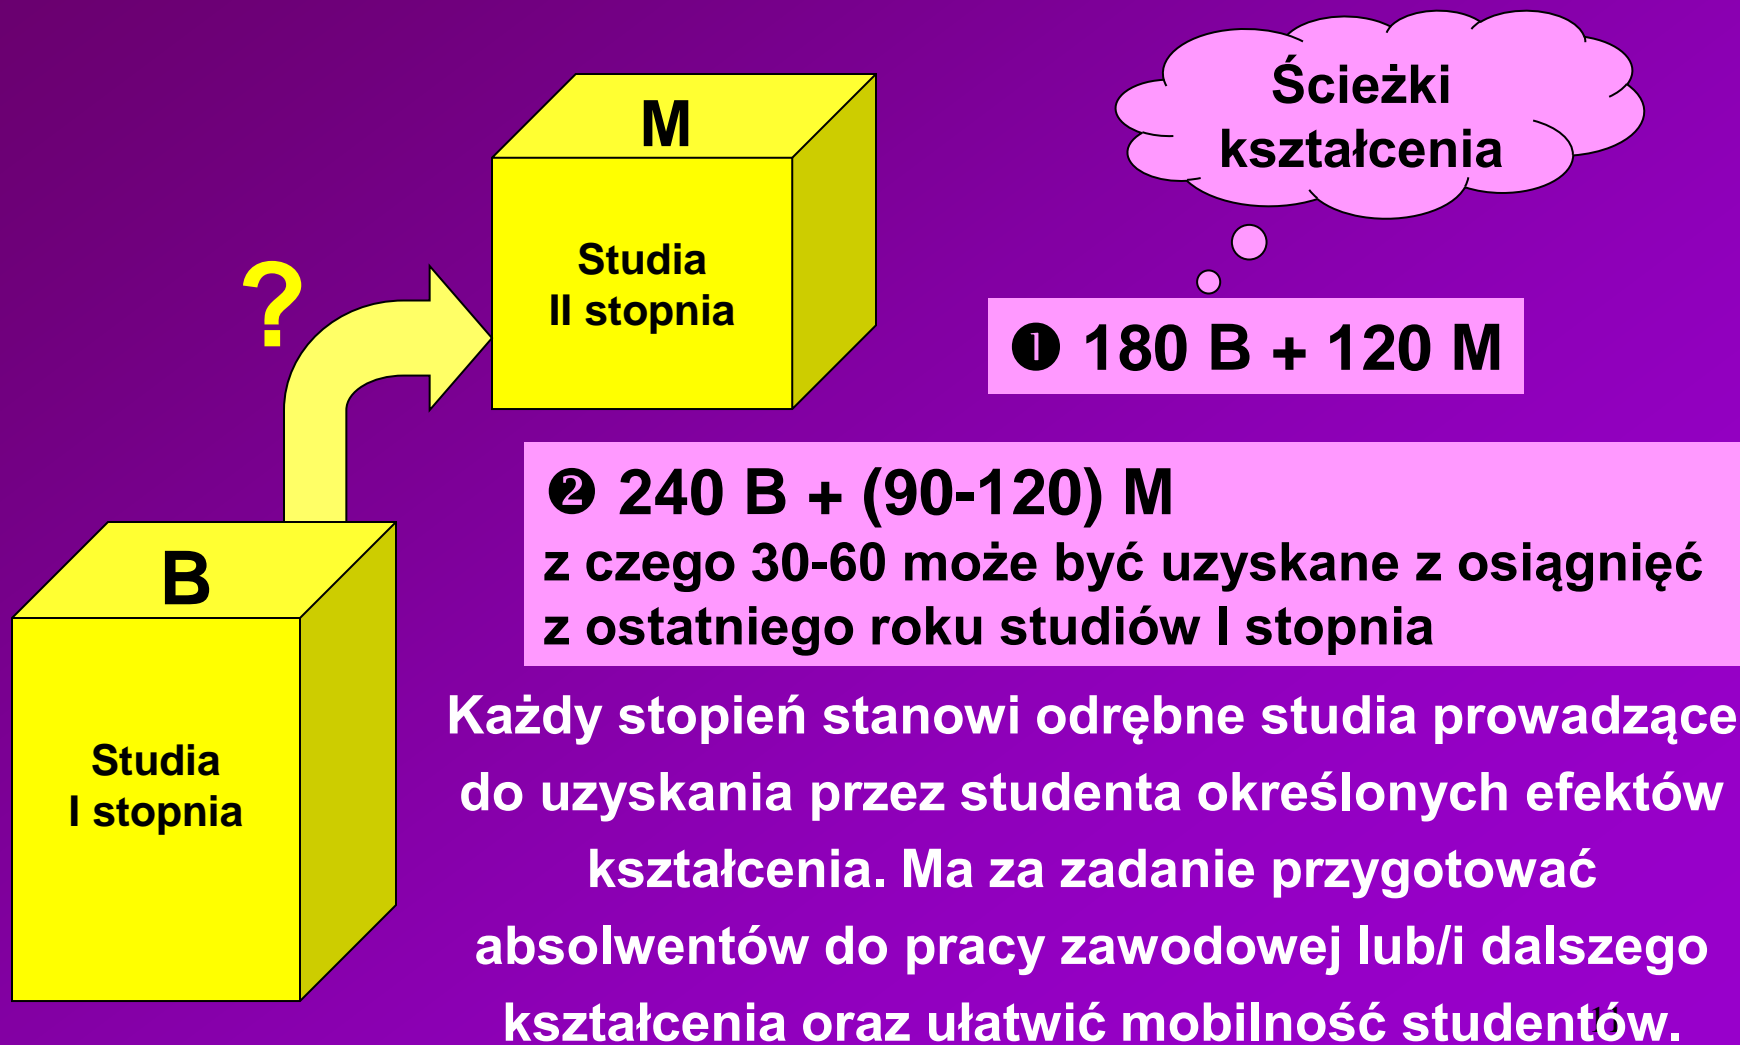 Ścieżki
kształcenia
M
Studia
II stopnia
?
❶ 180 B + 120 M
❷ 240 B + (90-120) M
z czego 30-60 może być uzyskane z osiągnięć
z ostatniego roku studiów I stopnia
B
Studia
I stopnia
Każdy stopień stanowi odrębne studia prowadzące
do uzyskania przez studenta określonych efektów
kształcenia. Ma za zadanie przygotować
absolwentów do pracy zawodowej lub/i dalszego
kształcenia oraz ułatwić mobilność studentów.